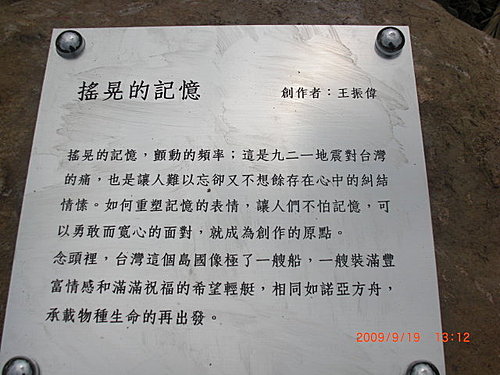 搖晃的記憶
創作者：王振偉
搖晃的記憶，顫動的頻率；這是九二一地震對台灣
的痛，也是讓人難以忘卻又不想餘存在心中的糾結
情愫。如何重塑記憶的表情，讓人們不怕記憶，可
以勇敢而寬心的面對，就成為創作的原點。
念頭裡，台灣這個島國像極了一艘船，一艘裝滿豐
富情感和滿滿祝福的希望輕艇，相同如諾亞方舟，
承載物種生命的再出發。
2009/9/19 13:12